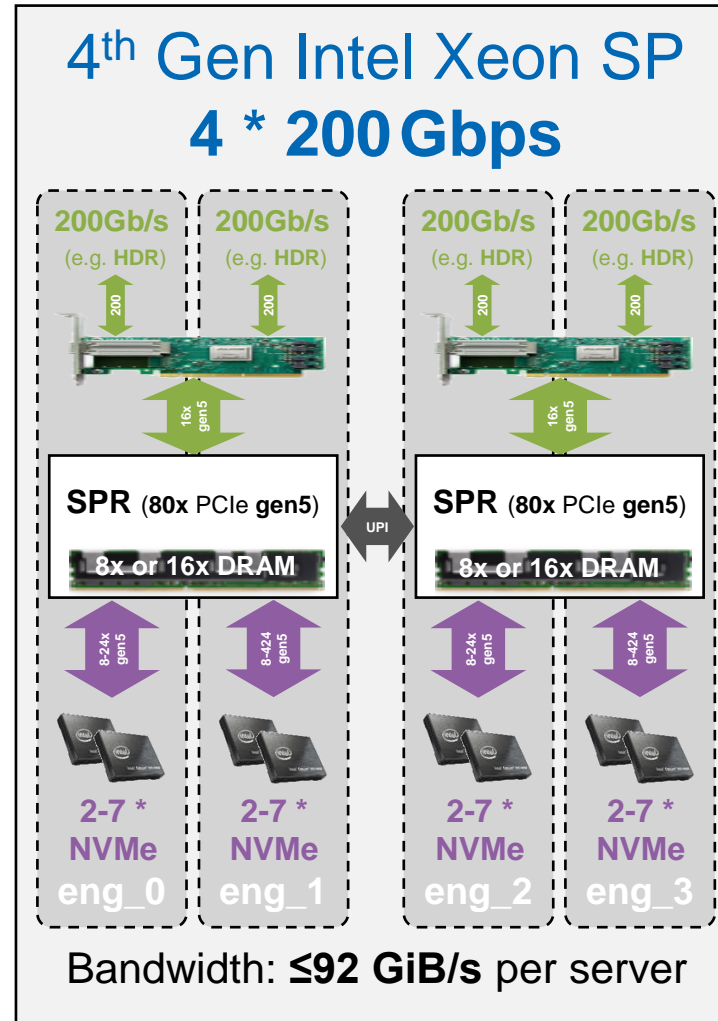 4th Gen Intel Xeon SP
4 * 200 Gbps
200Gb/s 200Gb/s 200Gb/s 200Gb/s
(e.g. HDR) (e.g. HDR) (e.g. HDR) (e.g. HDR)
200 200 200 200
16x gen5 16x gen5
SPR (80x PCIe gen5) UPI SPR (80x PCIe gen5)
8x or 16x DRAM 8x or 16x DRAM
8-24x gen5 8-424 gen5 8-24x gen5 8-424 gen5
2-7 * 2-7 * 2-7 * 2-7 *
NVMe NVMe NVMe NVMe
eng_0 eng_1 eng_2 eng_3
Bandwidth: ≤92 GiB/s per server